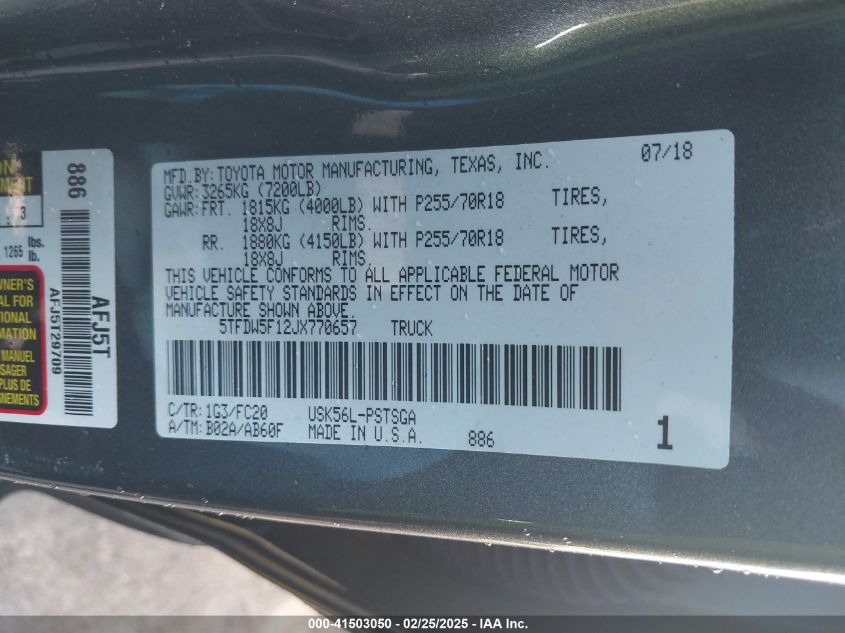 MFD. BY: TOYOTA MOTOR MANUFACTURING, TEXAS, INC. 07/18
GVWR: 3265KG (7200LB)
GAWR: FRT. 1815KG (4000LB) WITH P255/70R18 TIRES,
18X8J RIMS.
RR. 1880KG (4150LB) WITH P255/70R18 TIRES,
18X8J RIMS.
THIS VEHICLE CONFORMS TO ALL APPLICABLE FEDERAL MOTOR
VEHICLE SAFETY STANDARDS IN EFFECT ON THE DATE OF
MANUFACTURE SHOWN ABOVE.
5TFDW5F12JX770657 TRUCK
C/TR: 1G3/FC20 USK56L-PSTSGA
A/TM: B02A/AB60F MADE IN U.S.A. 886 1
886
AFJ5T
AFJ5T29709
1265 lbs.
lb.
MANUEL
PLUS DE
000-41503050 — 02/25/2025 — IAA Inc.